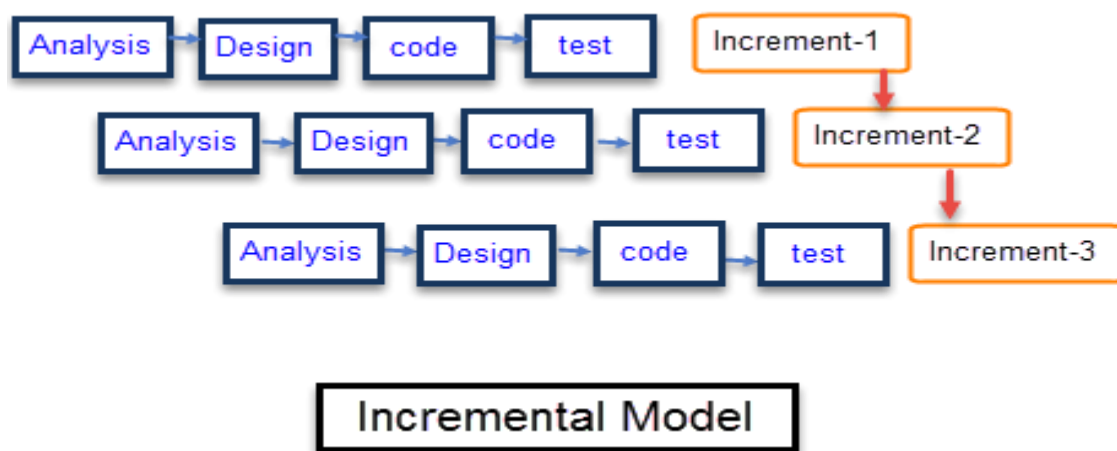 Analysis Design code test Increment-1
Analysis Design code test Increment-2
Analysis Design code test Increment-3
Incremental Model